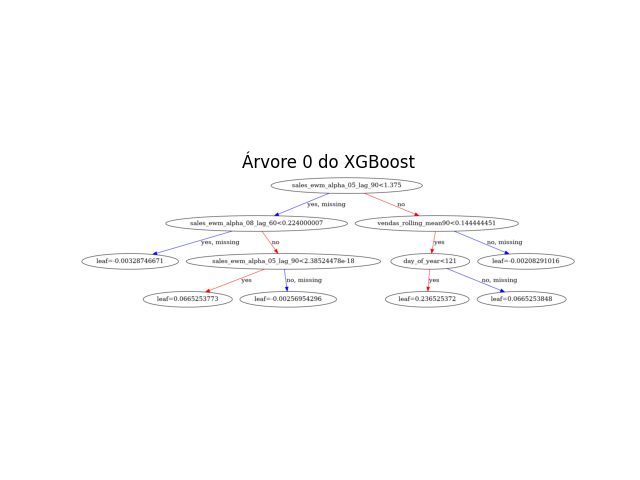 Árvore 0 do XGBoost
sales_ewm_alpha_05_lag_90<1.375
yes, missing
no
sales_ewm_alpha_08_lag_60<0.224000007
vendas_rolling_mean90<0.144444451
yes, missing
no
yes
no, missing
leaf=-0.00328746671
sales_ewm_alpha_05_lag_90<2.38524478e-18
day_of_year<121
leaf=-0.00208291016
yes
no, missing
yes
no, missing
leaf=0.0665253773
leaf=-0.00256954296
leaf=0.236525372
leaf=0.0665253848